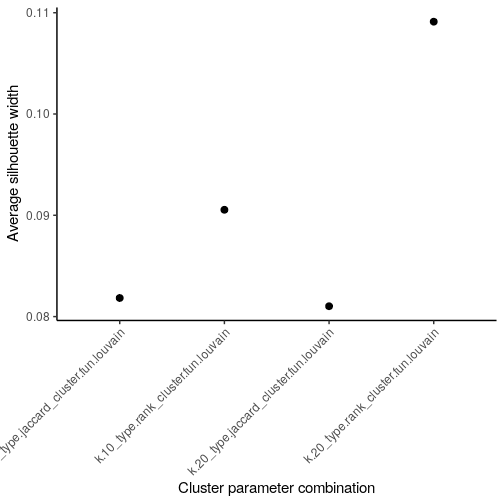 Average silhouette width
0.11
0.10
0.09
0.08
_type.jaccard_cluster.fun.louvain
k.10_type.rank_cluster.fun.louvain
k.20_type.jaccard_cluster.fun.louvain
k.20_type.rank_cluster.fun.louvain
Cluster parameter combination